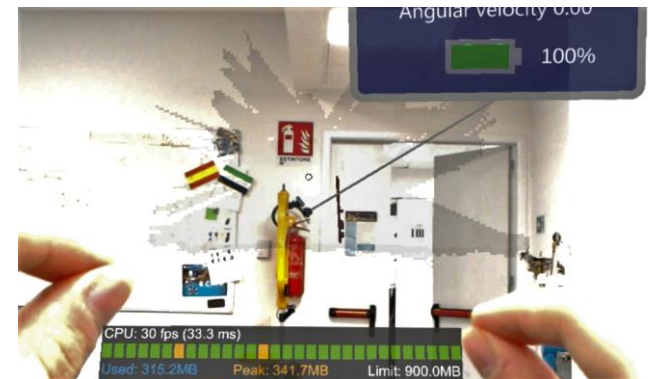 Angular velocity 0.00
100%
EXTINTORE
CPU: 30 fps (33.3 ms)
Used: 315.2MB
Peak: 341.7MB
Limit: 900.0MB